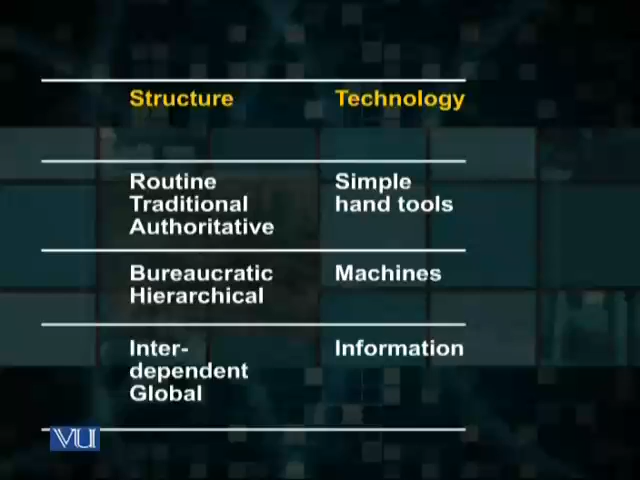 Structure Technology
Routine Simple
Traditional hand tools
Authoritative
Bureaucratic Machines
Hierarchical
Inter- Information
dependent
Global
VU